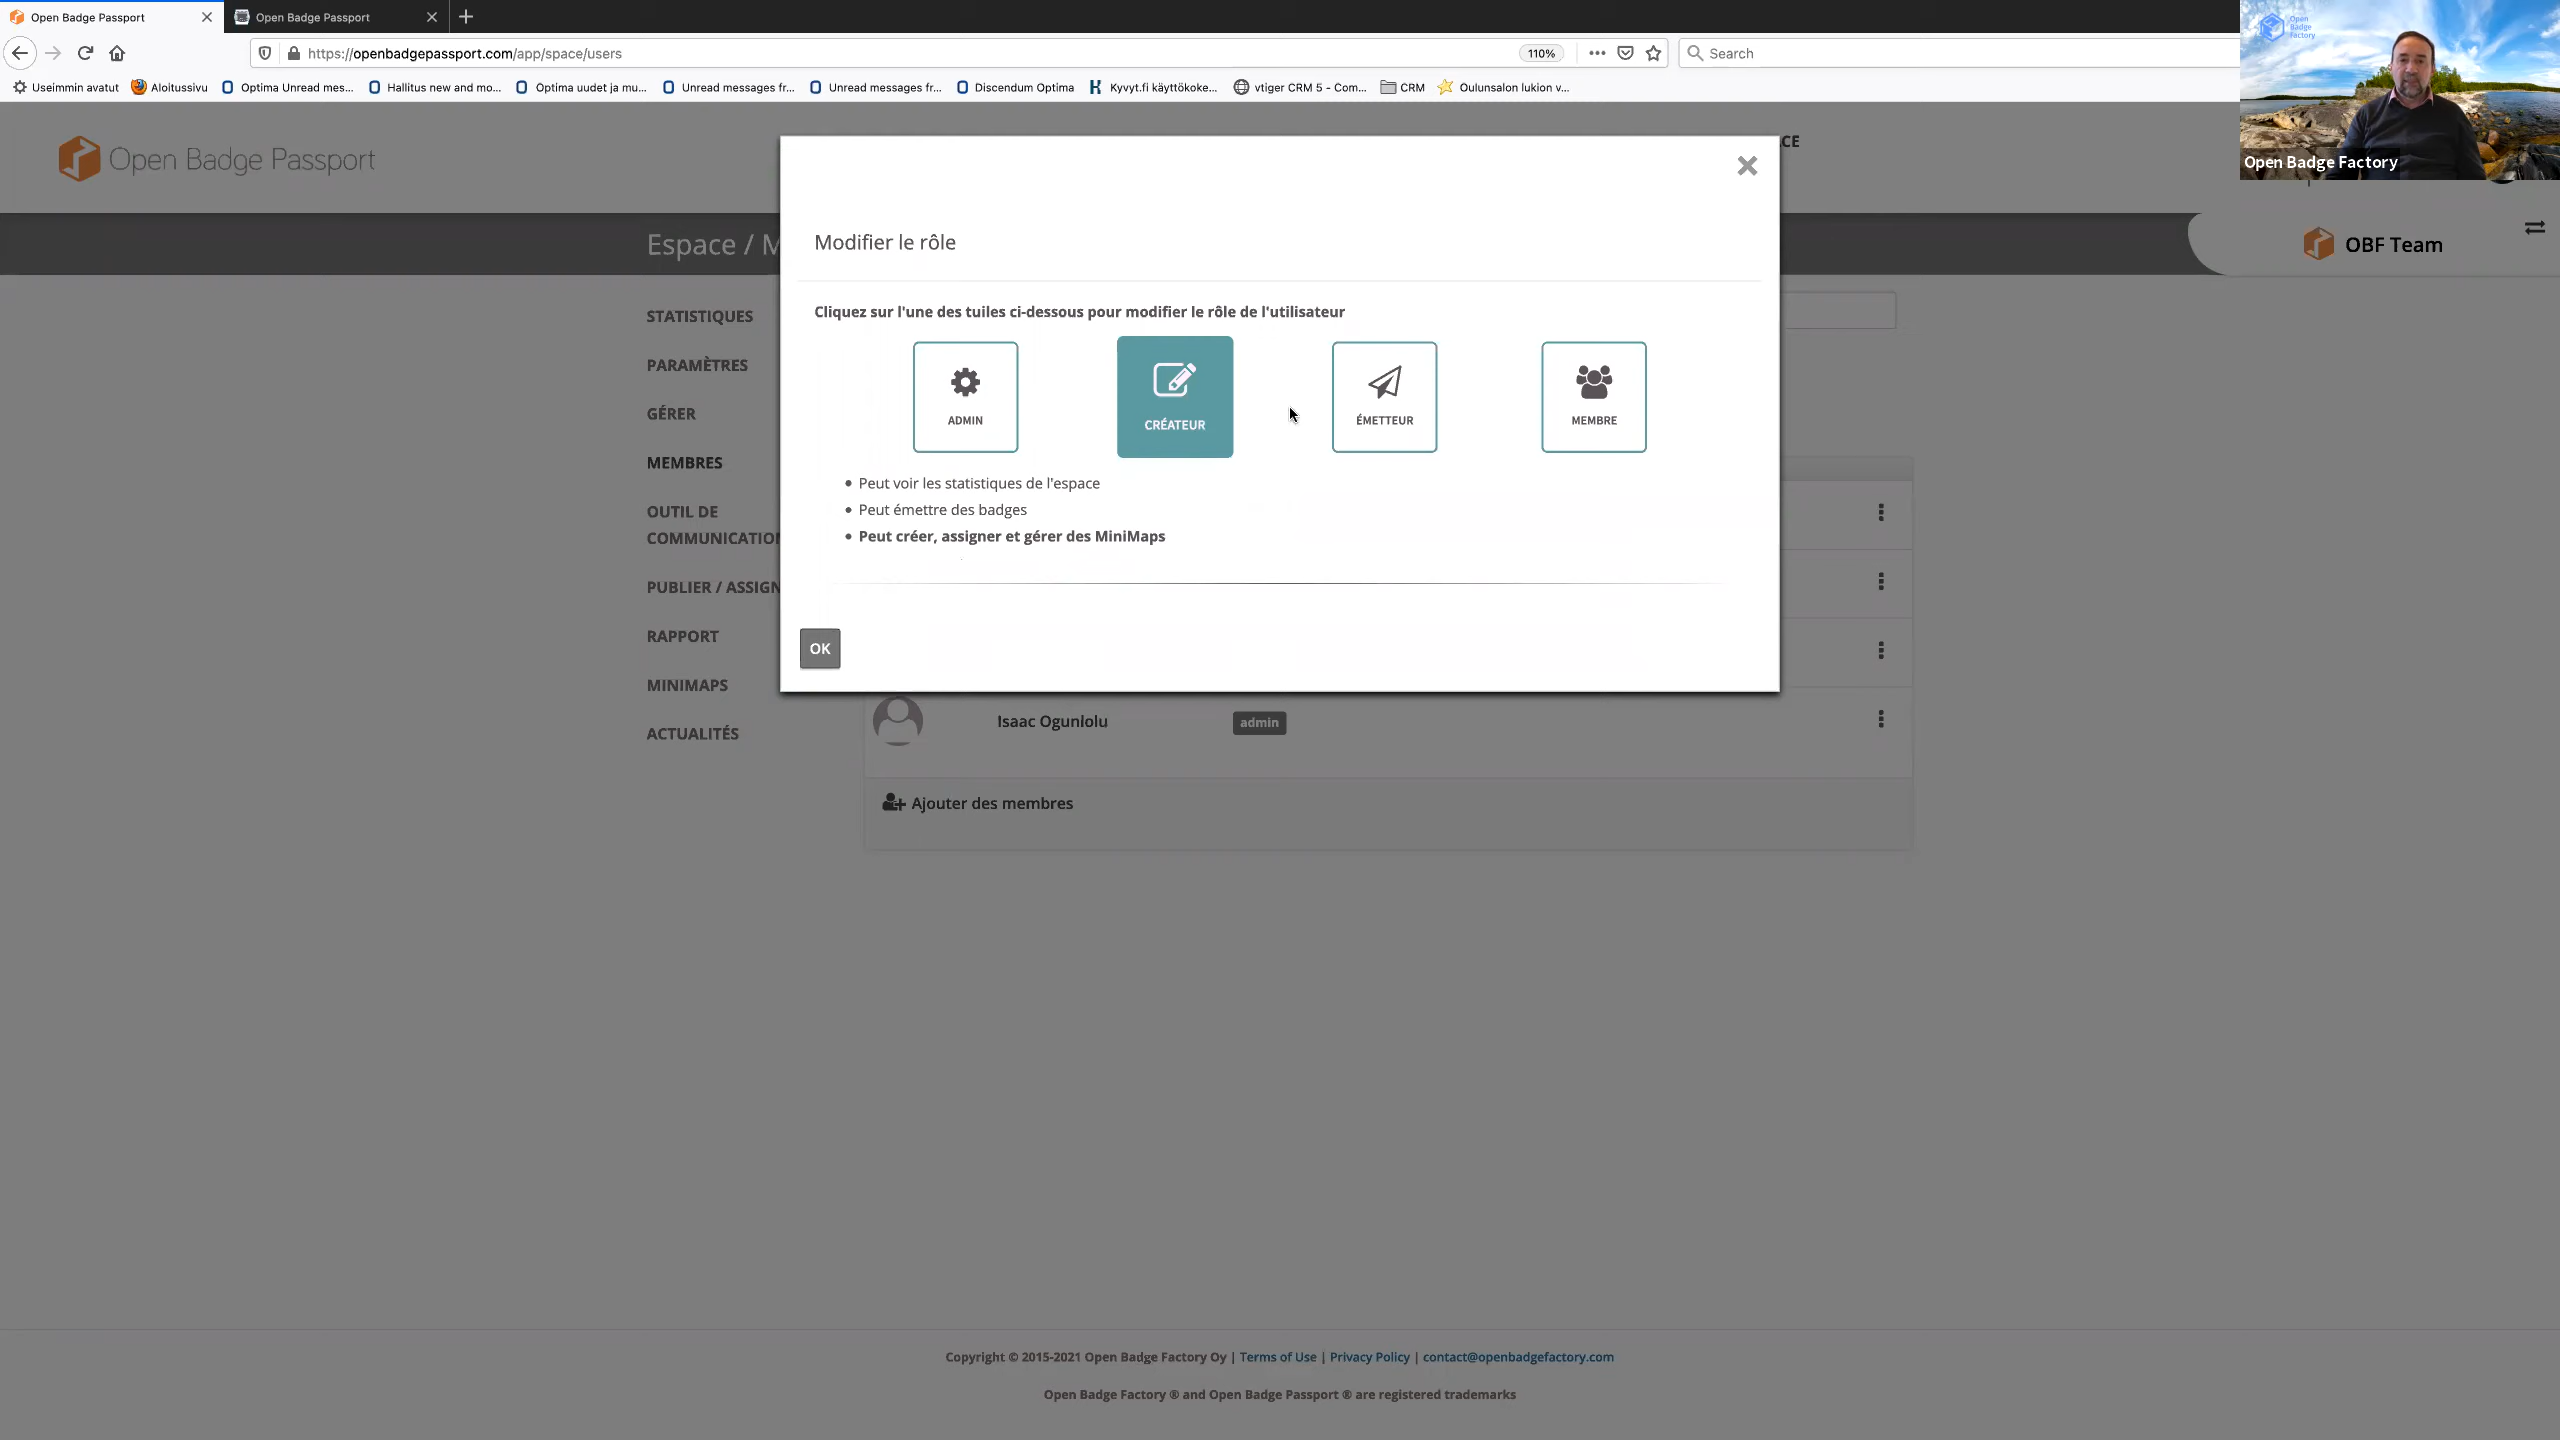 Open Badge Passport
Open Badge Passport
https://openbadgepassport.com/app/space/users
110%
Search
Useimmin avatut
Aloitussivu
Optima Unread mes...
Hallitus new and mo...
Optima uudet ja mu...
Unread messages fr...
Unread messages fr...
Discendum Optima
Kyvyt.fi käyttökoke...
vtiger CRM 5 - Com...
CRM
Oulunsalon lukion v...
Open Badge Factory
Open Badge Factory
Open Badge Passport
CE
Espace / M
OBF Team
Modifier le rôle
Cliquez sur l'une des tuiles ci-dessous pour modifier le rôle de l'utilisateur
ADMIN
CRÉATEUR
ÉMETTEUR
MEMBRE
• Peut voir les statistiques de l'espace
• Peut émettre des badges
• Peut créer, assigner et gérer des MiniMaps
OK
STATISTIQUES
PARAMÈTRES
GÉRER
MEMBRES
OUTIL DE
COMMUNICATION
PUBLIER / ASSIGN
RAPPORT
MINIMAPS
ACTUALITÉS
Isaac Ogunlolu
admin
Ajouter des membres
Copyright © 2015-2021 Open Badge Factory Oy | Terms of Use | Privacy Policy | contact@openbadgefactory.com
Open Badge Factory ® and Open Badge Passport ® are registered trademarks